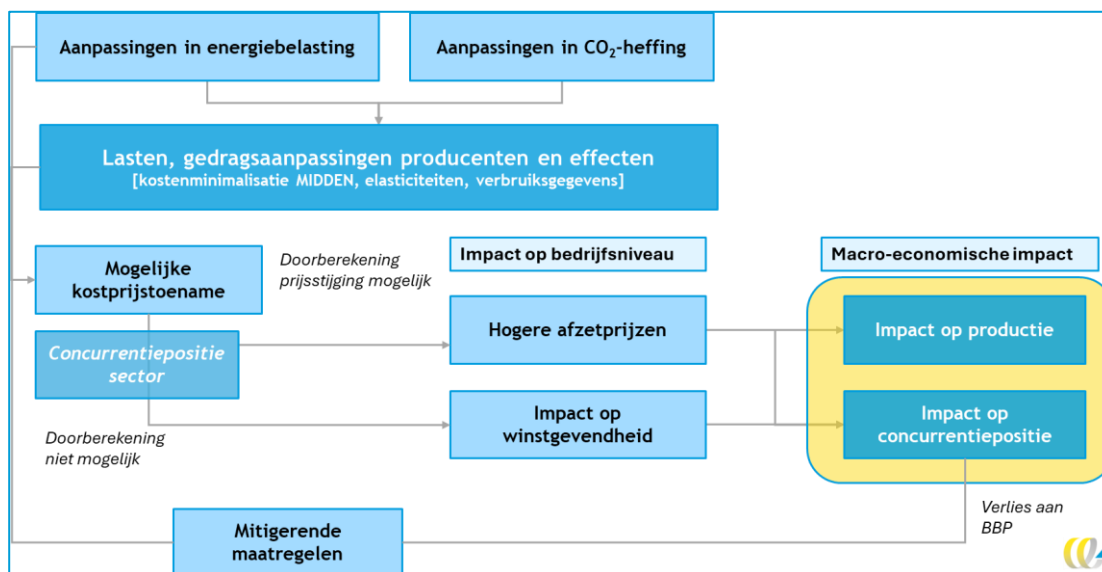 Aanpassingen in energiebelasting
Aanpassingen in CO₂-heffing
Lasten, gedragsaanpassingen producenten en effecten
[kostenminimalisatie MIDDEN, elasticiteiten, verbruiksgegevens]
Mogelijke
kostprijstoename
Doorberekening
prijsstijging mogelijk
Impact op bedrijfsniveau
Macro-economische impact
Concurrentiepositie
sector
Hogere afzetprijzen
Impact op productie
Doorberekening
niet mogelijk
Impact op
winstgevendheid
Impact op
concurrentiepositie
Mitigerende
maatregelen
Verlies aan
BBP